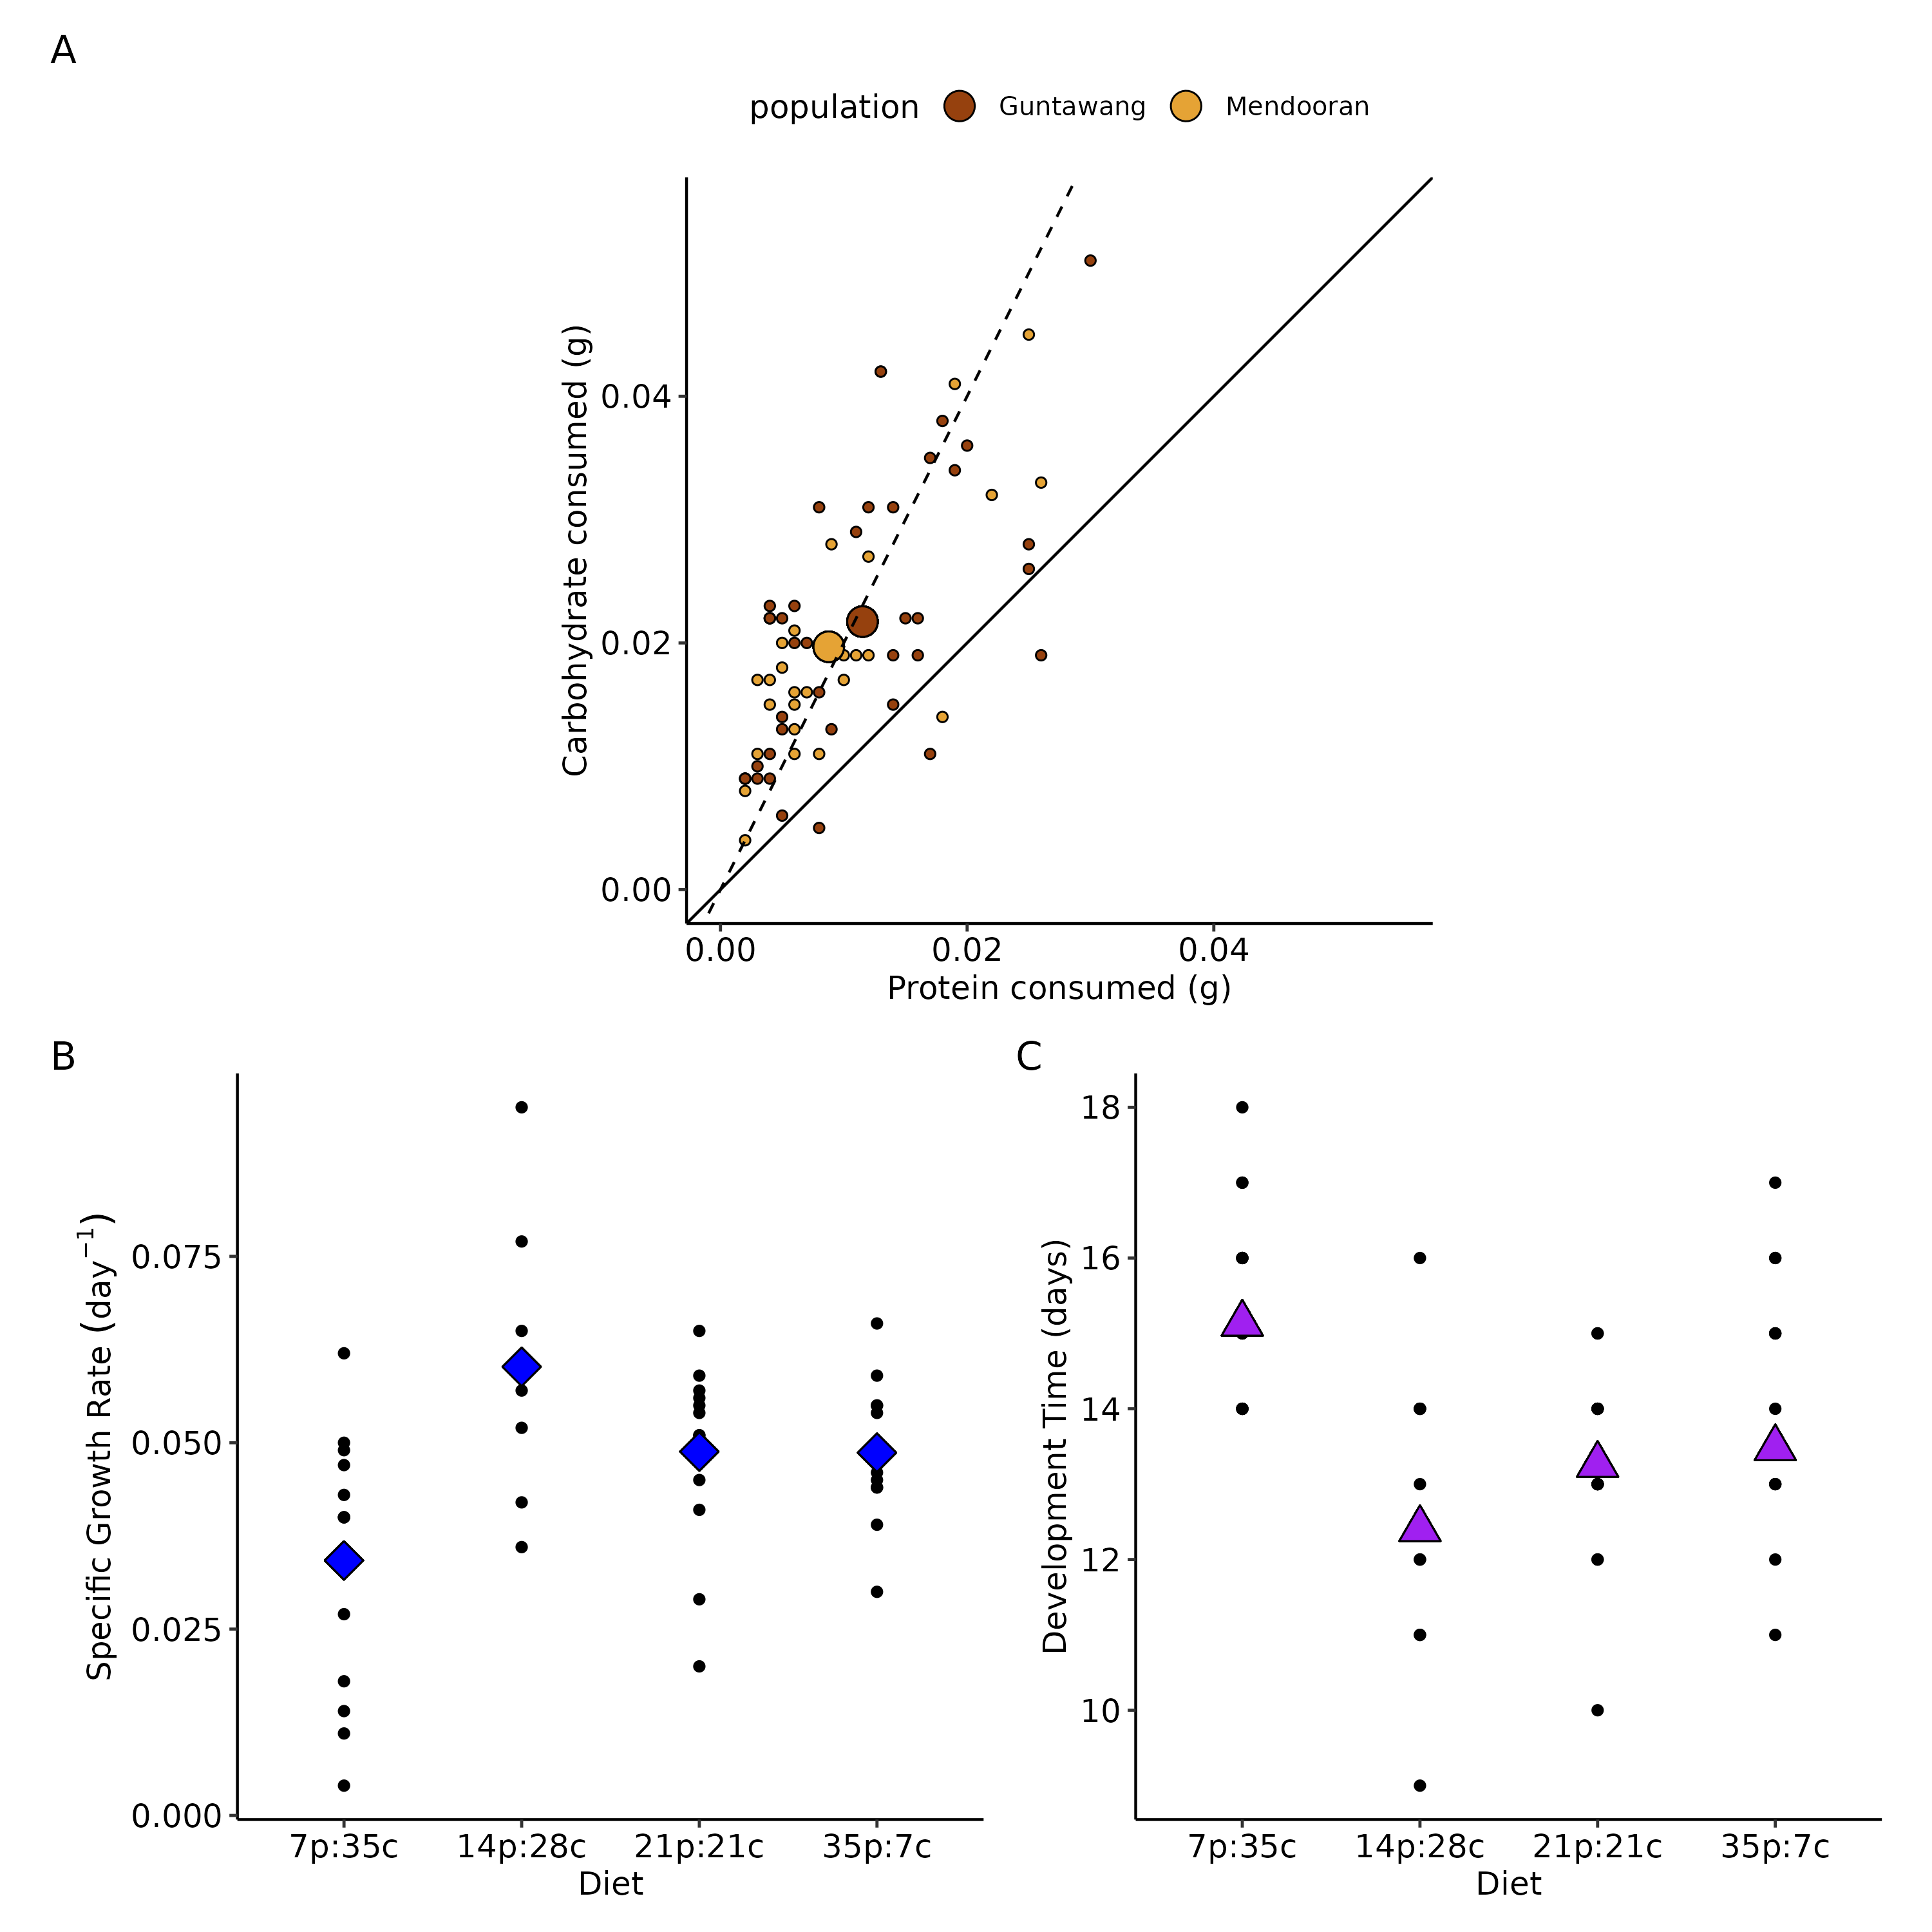 A
population Guntawang Mendooran
Carbohydrate consumed (g)
0.04
0.02
0.00
0.00 0.02 0.04
Protein consumed (g)
B
Specific Growth Rate (day⁻¹)
0.075
0.050
0.025
0.000
7p:35c 14p:28c 21p:21c 35p:7c
Diet
C
Development Time (days)
18
16
14
12
10
7p:35c 14p:28c 21p:21c 35p:7c
Diet